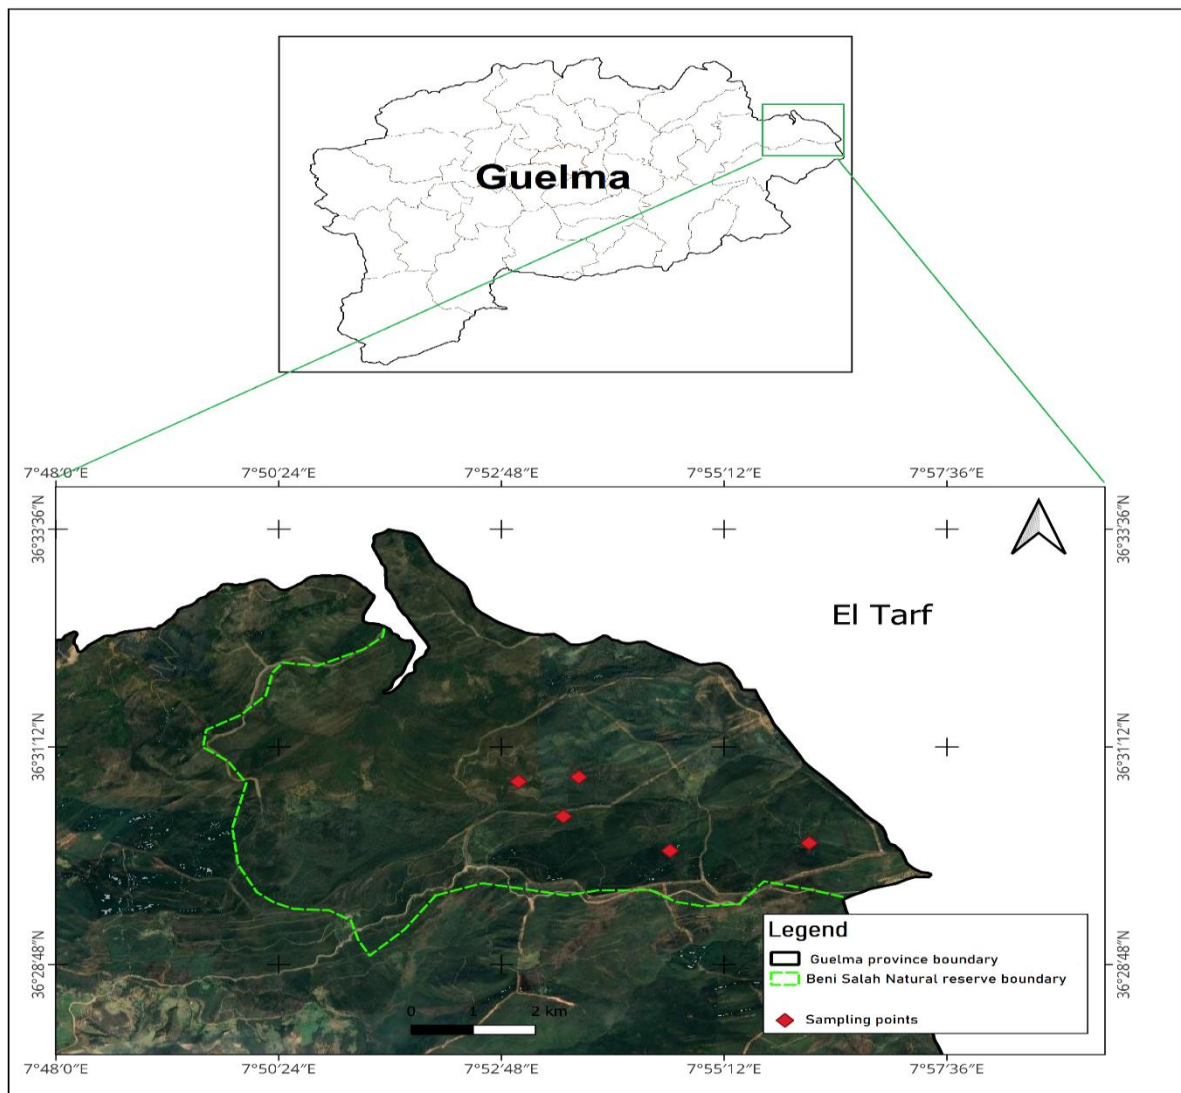 Guelma
7°48′0″E 7°50′24″E 7°52′48″E 7°55′12″E 7°57′36″E
36°33′36″N
36°33′36″N
El Tarf
36°31′12″N
36°31′12″N
Legend
Guelma province boundary
Beni Salah Natural reserve boundary
Sampling points
36°28′48″N
36°28′48″N
0 1 2 km
7°48′0″E 7°50′24″E 7°52′48″E 7°55′12″E 7°57′36″E